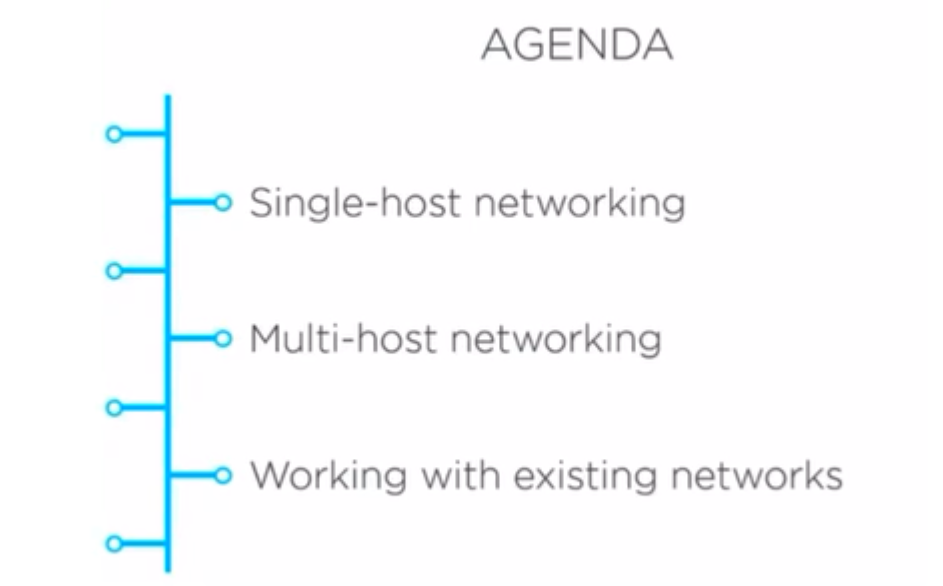 AGENDA
Single-host networking
Multi-host networking
Working with existing networks